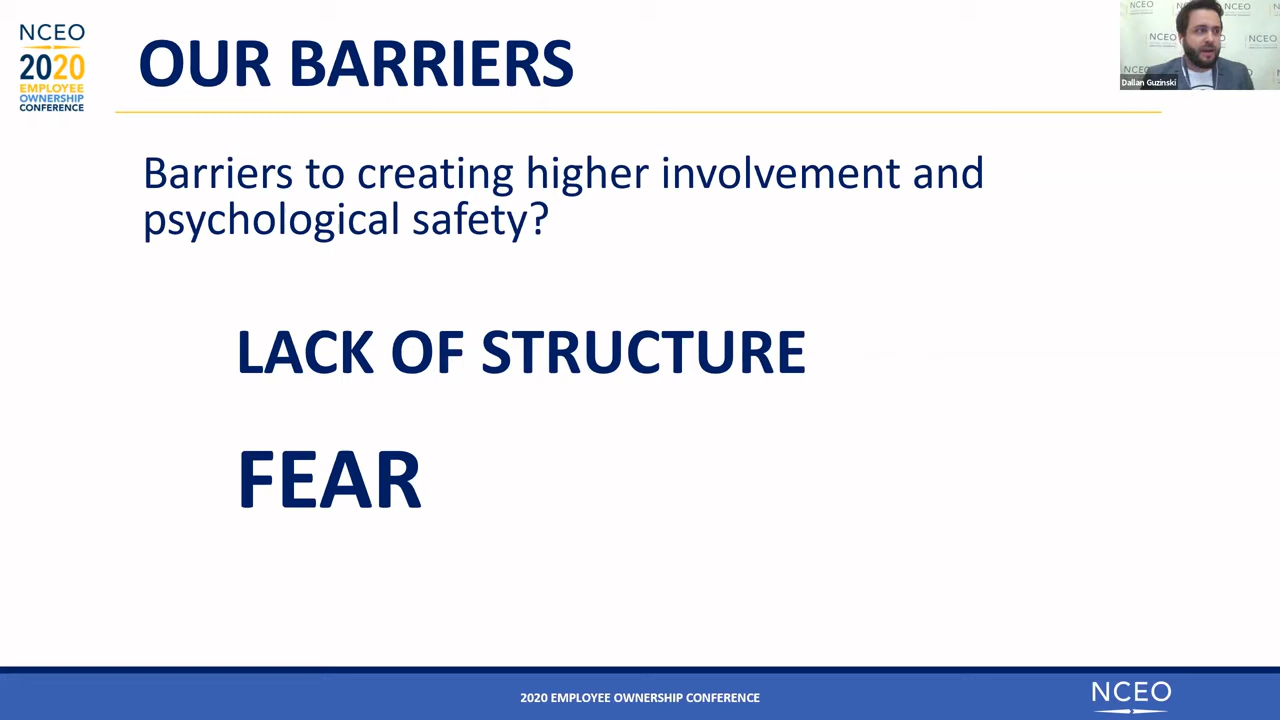 NCEO
2020
EMPLOYEE
OWNERSHIP
CONFERENCE
OUR BARRIERS
Dallan Guzinski
Barriers to creating higher involvement and
psychological safety?
LACK OF STRUCTURE
FEAR
2020 EMPLOYEE OWNERSHIP CONFERENCE
NCEO